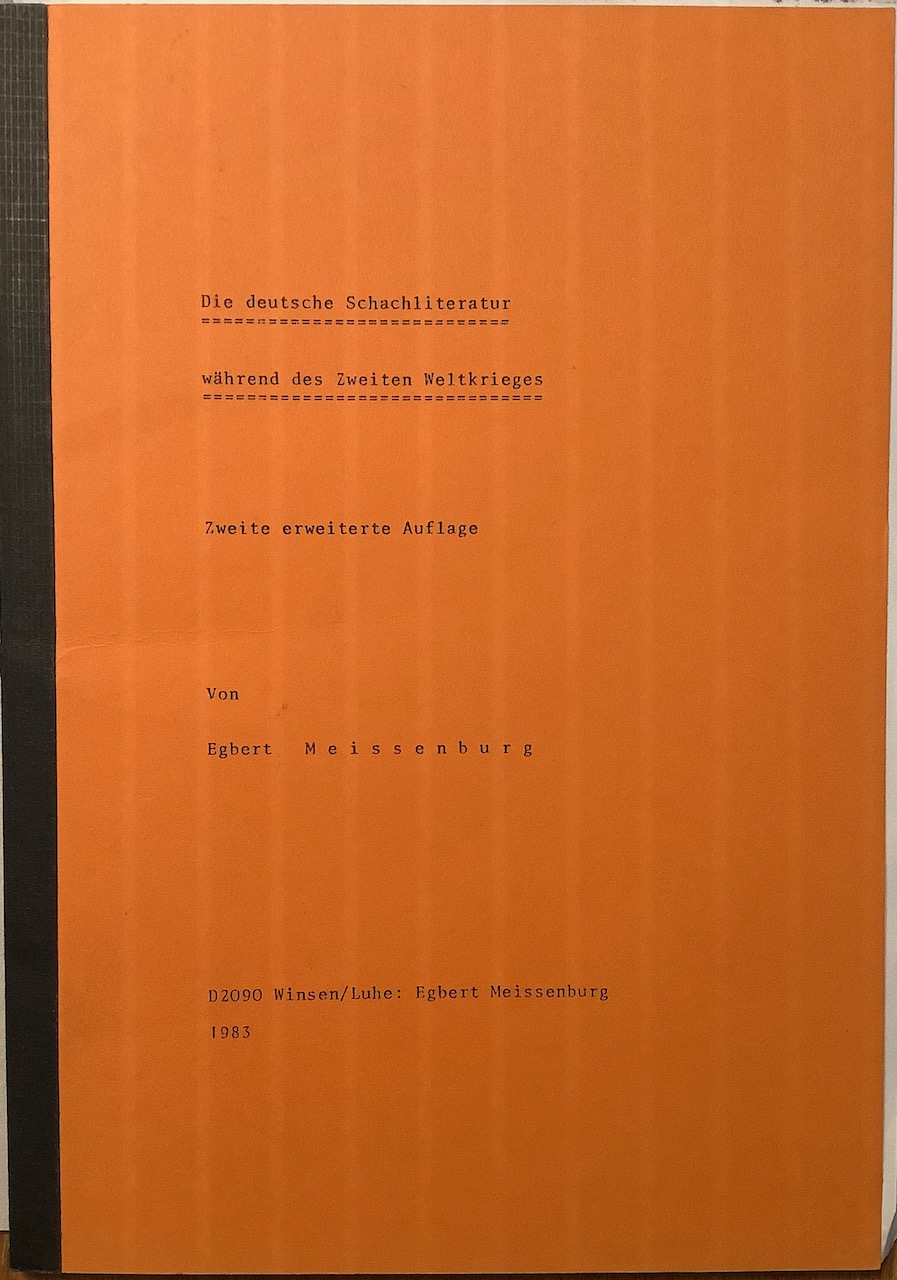 Die deutsche Schachliteratur
============================
während des Zweiten Weltkrieges
===============================
Zweite erweiterte Auflage
Von
Egbert M e i s s e n b u r g
D2090 Winsen/Luhe: Egbert Meissenburg
1983